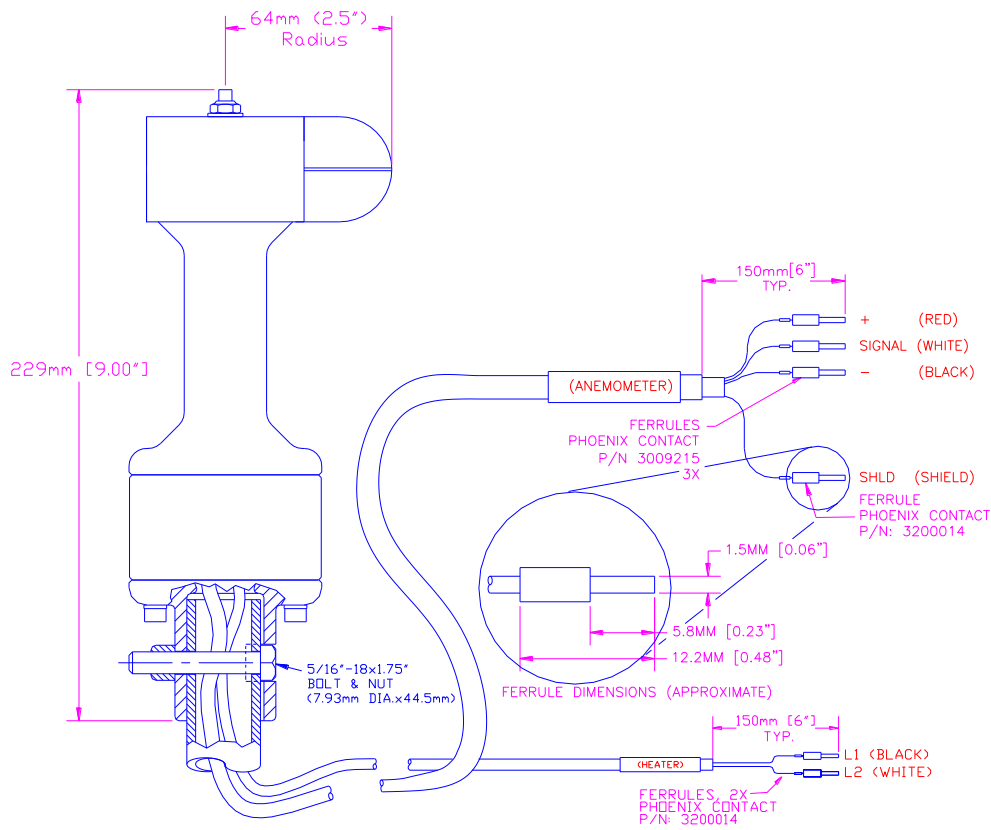 64mm (2.5")
Radius
229mm [9.00"]
150mm[6"]
TYP.
+ (RED)
SIGNAL (WHITE)
- (BLACK)
(ANEMOMETER)
FERRULES
PHOENIX CONTACT
P/N 3009215
3X
SHLD (SHIELD)
FERRULE
PHOENIX CONTACT
P/N: 3200014
1.5MM [0.06"]
5.8MM [0.23"]
12.2MM [0.48"]
FERRULE DIMENSIONS (APPROXIMATE)
5/16"-18x1.75"
BOLT & NUT
(7.93mm DIA.x44.5mm)
150mm [6"]
TYP.
(HEATER)
L1 (BLACK)
L2 (WHITE)
FERRULES, 2X
PHOENIX CONTACT
P/N: 3200014